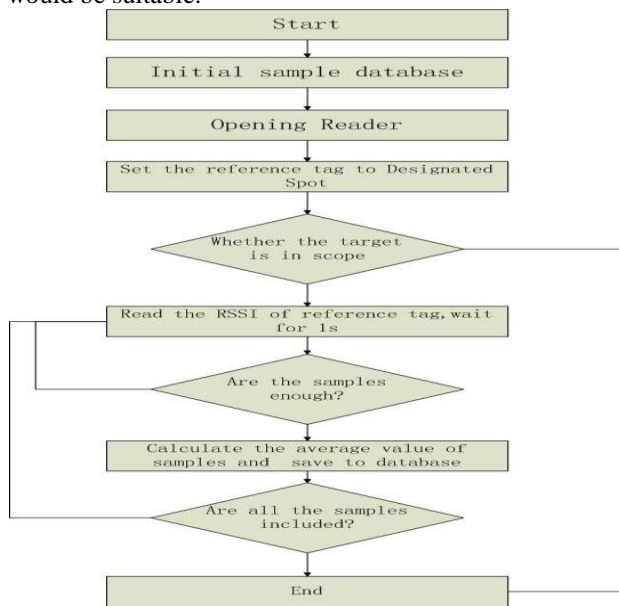 would be suitable.
Start
Initial sample database
Opening Reader
Set the reference tag to Designated
Spot
Whether the target
is in scope
Read the RSSI of reference tag,wait
for 1s
Are the samples
enough?
Calculate the average value of
samples and save to database
Are all the samples
included?
End